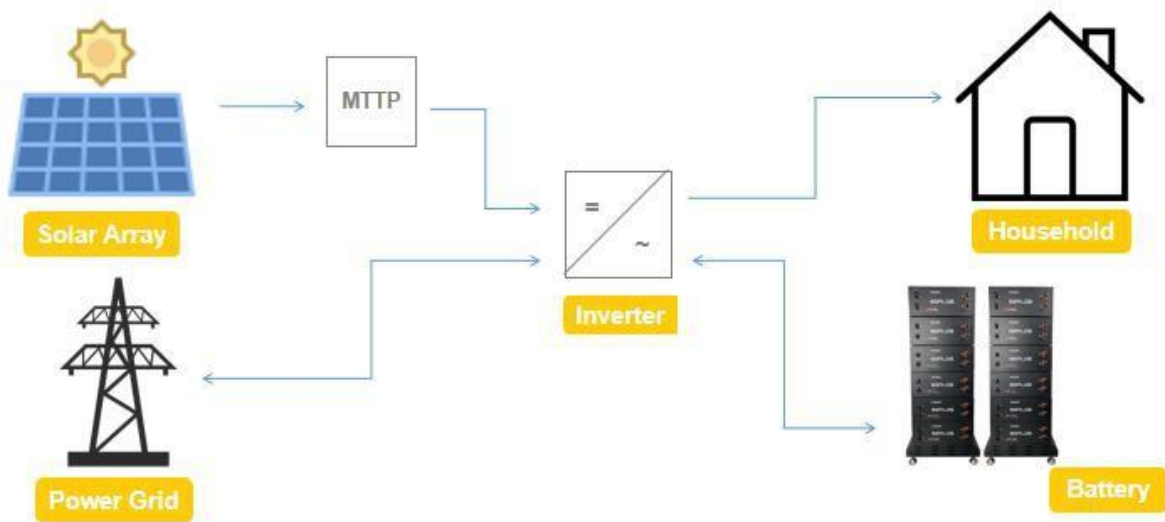 MTTP
Solar Array
=
~
Household
Inverter
Power Grid
Battery